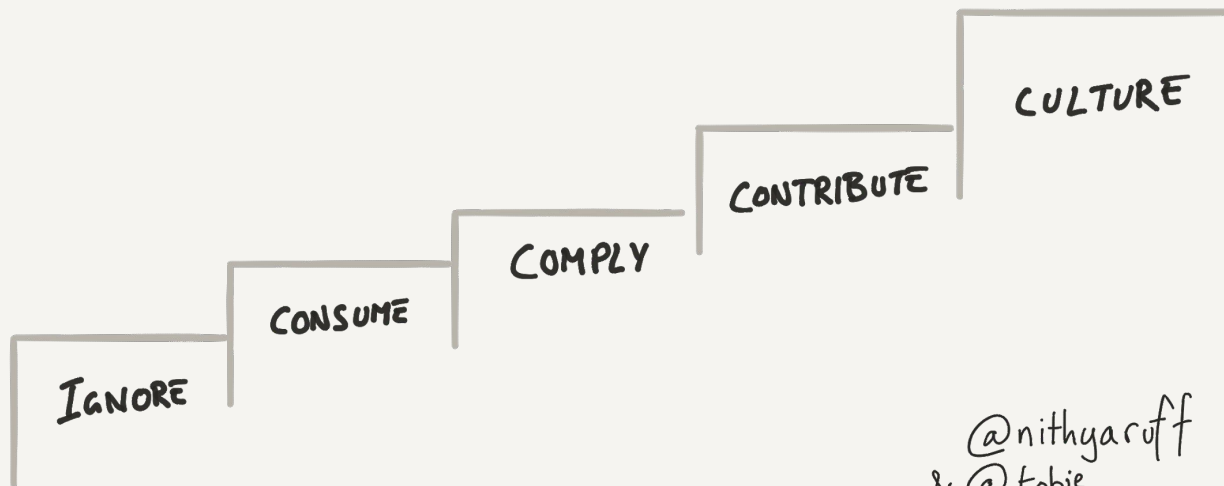 IGNORE
CONSUME
COMPLY
CONTRIBUTE
CULTURE
@nithyaruff
& @tobie